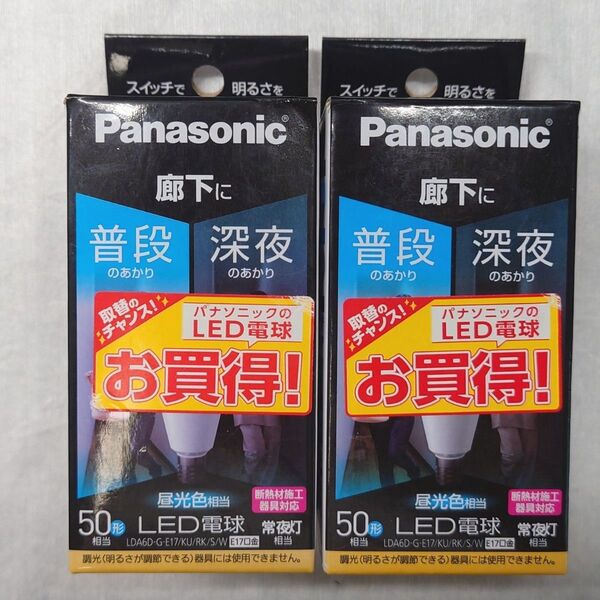 スイッチで 明るさを
Panasonic®
廊下に
普段
のあかり
深夜
のあかり
取替の
チャンス!
パナソニックの
LED電球
お買得!
昼光色相当
断熱材施工
器具対応
50形
相当
LED電球
LDA6D-G-E17/KU/RK/S/W E17口金
常夜灯
相当
調光(明るさが調節できる)器具には使用できません。
スイッチで 明るさを
Panasonic®
廊下に
普段
のあかり
深夜
のあかり
取替の
チャンス!
パナソニックの
LED電球
お買得!
昼光色相当
断熱材施工
器具対応
50形
相当
LED電球
LDA6D-G-E17/KU/RK/S/W E17口金
常夜灯
相当
調光(明るさが調節できる)器具には使用できません。